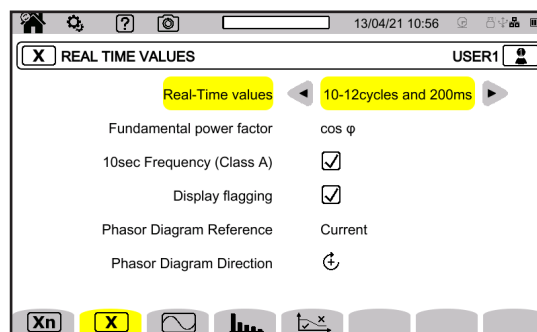 ? 13/04/21 10:56
X REAL TIME VALUES USER1
Real-Time values 10-12cycles and 200ms
Fundamental power factor cos φ
10sec Frequency (Class A)
Display flagging
Phasor Diagram Reference Current
Phasor Diagram Direction
Xn X x